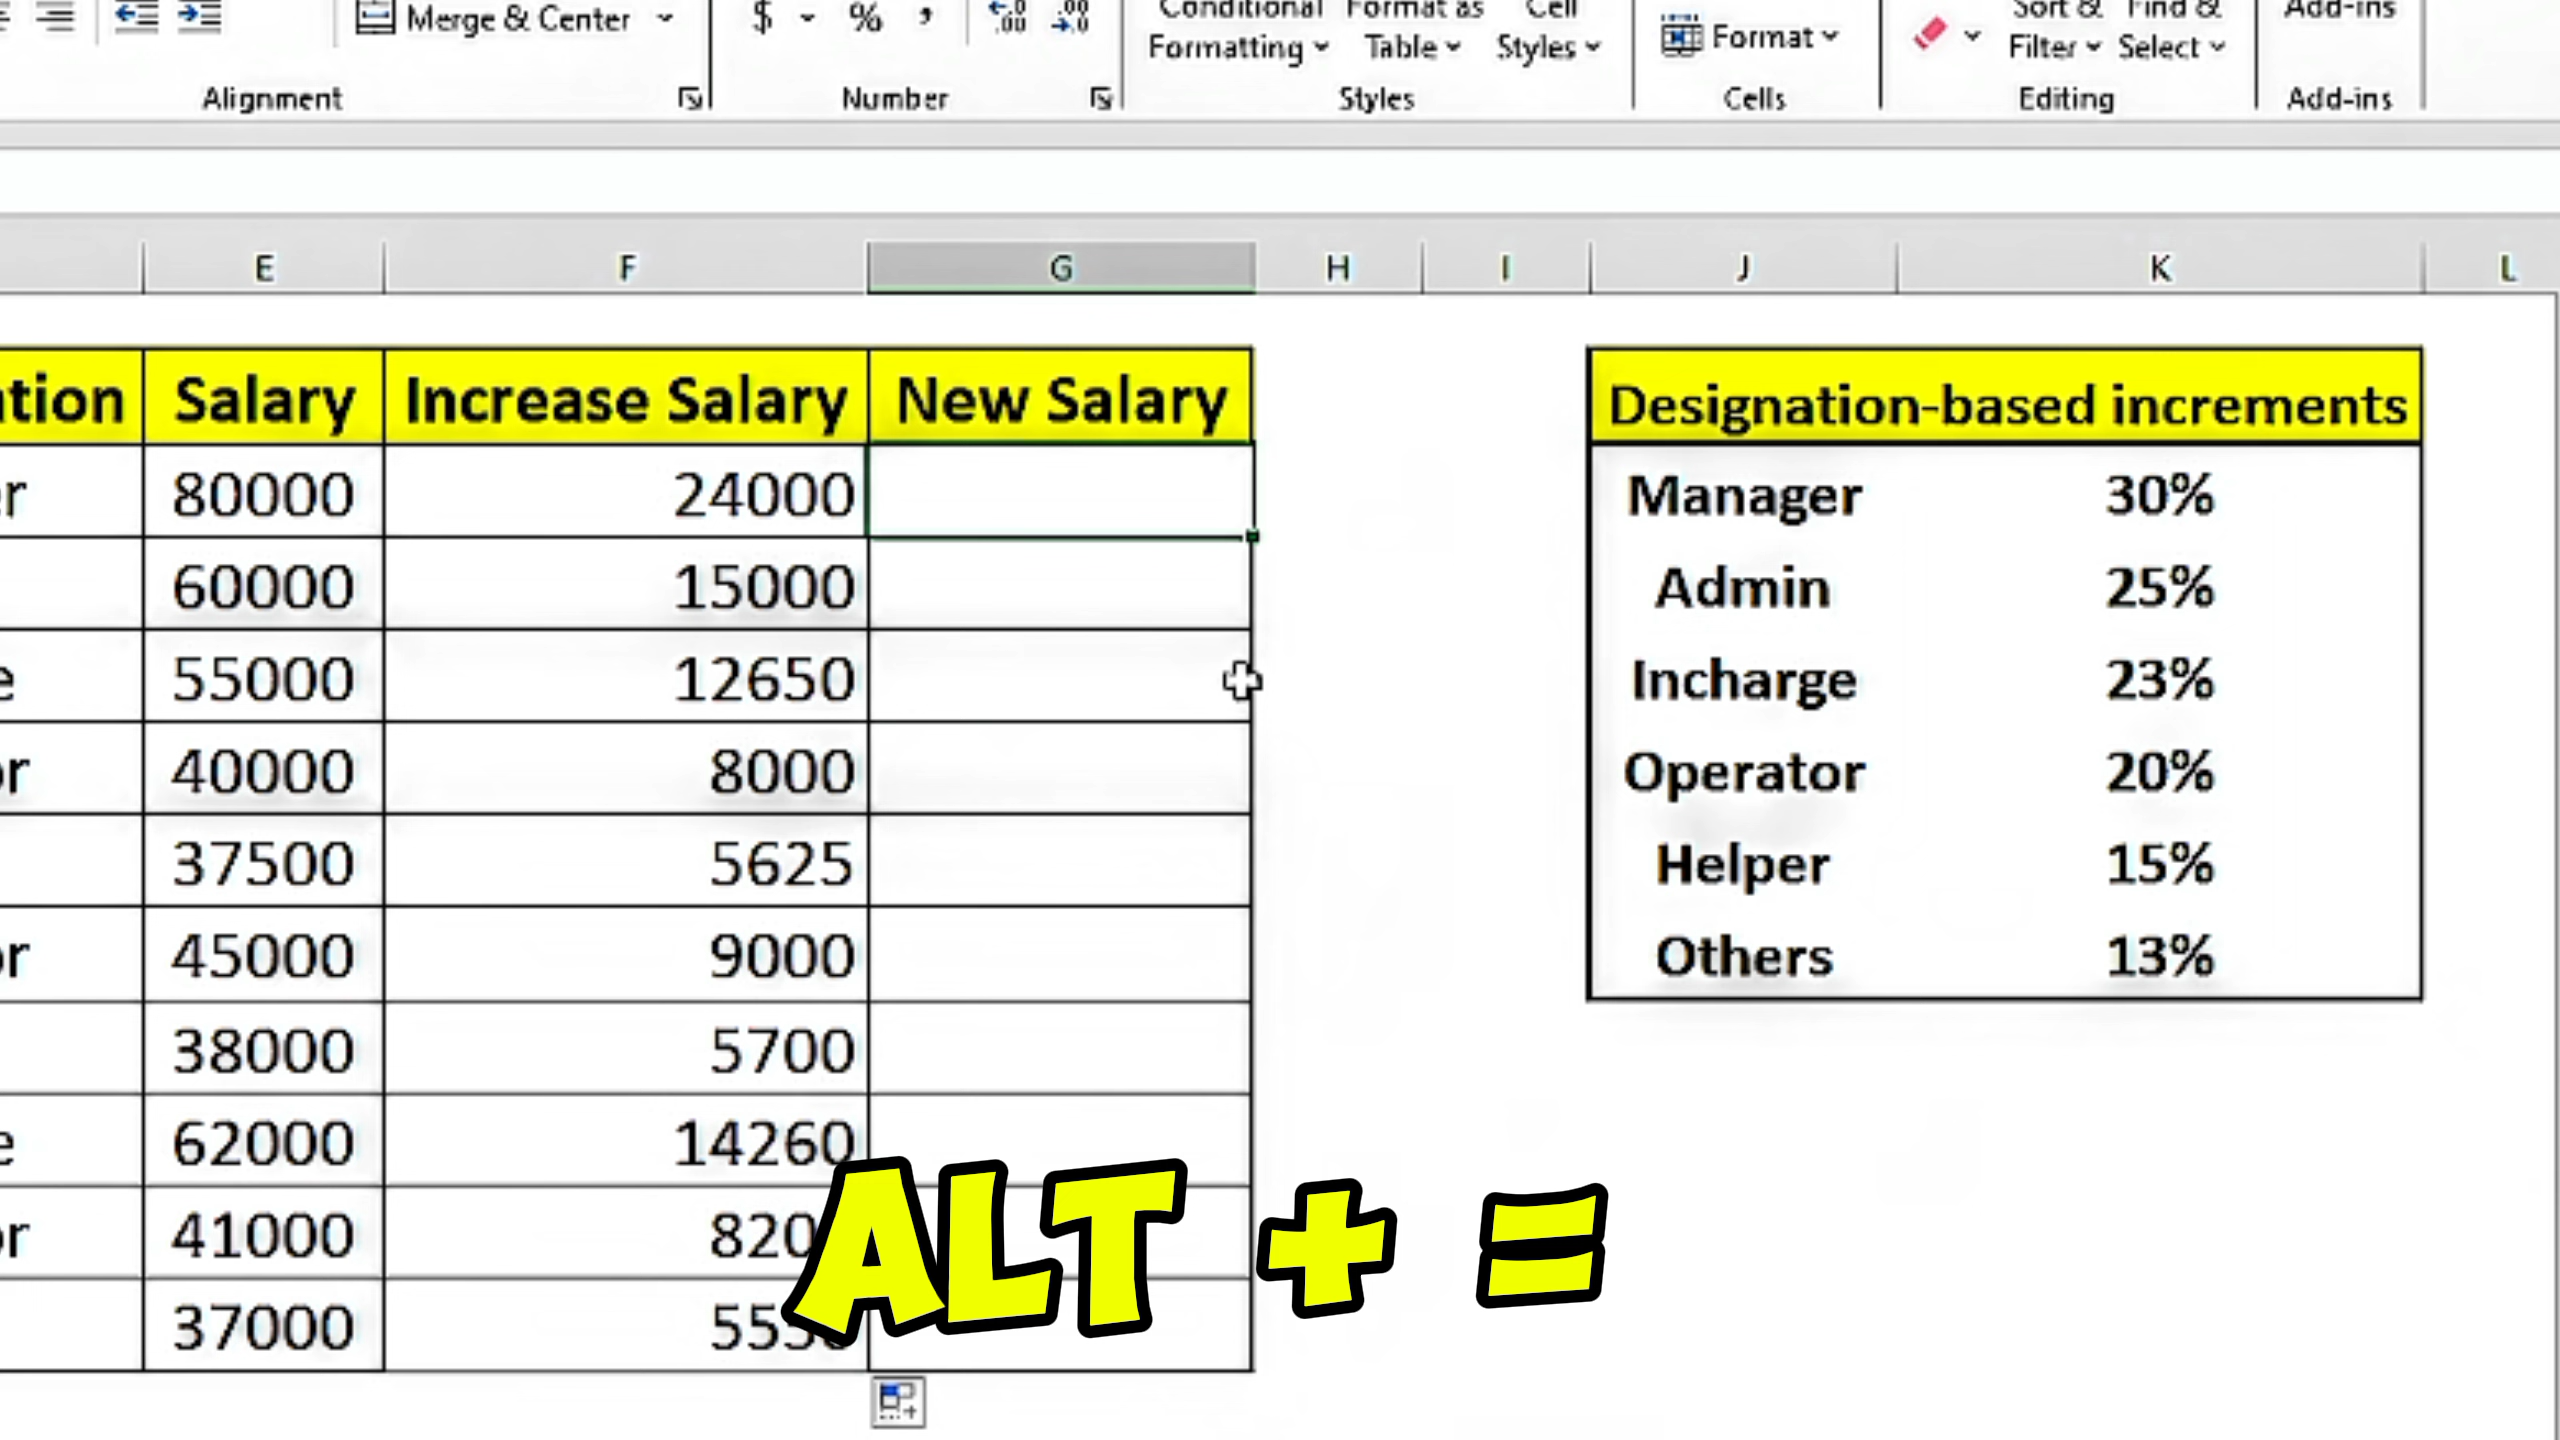 Conditional Format as Cell Sort & Find & Add-ins
Merge & Center $ % , Formatting Table Styles Format Filter Select
Alignment Number Styles Cells Editing Add-ins
E F G H I J K L
Salary Increase Salary New Salary Designation-based increments
80000 24000 Manager 30%
60000 15000 Admin 25%
55000 12650 Incharge 23%
40000 8000 Operator 20%
37500 5625 Helper 15%
45000 9000 Others 13%
38000 5700
62000 14260
41000
37000
ALT + =